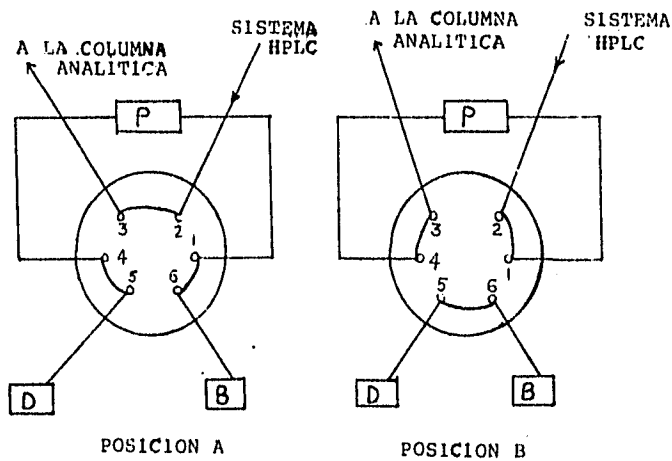 A LA COLUMNA
ANALITICA
SISTEMA
HPLC
P
3
2
4
1
5
6
D
B
POSICION A
A LA COLUMNA
ANALITICA
SISTEMA
HPLC
P
3
2
4
1
5
6
D
B
POSICION B